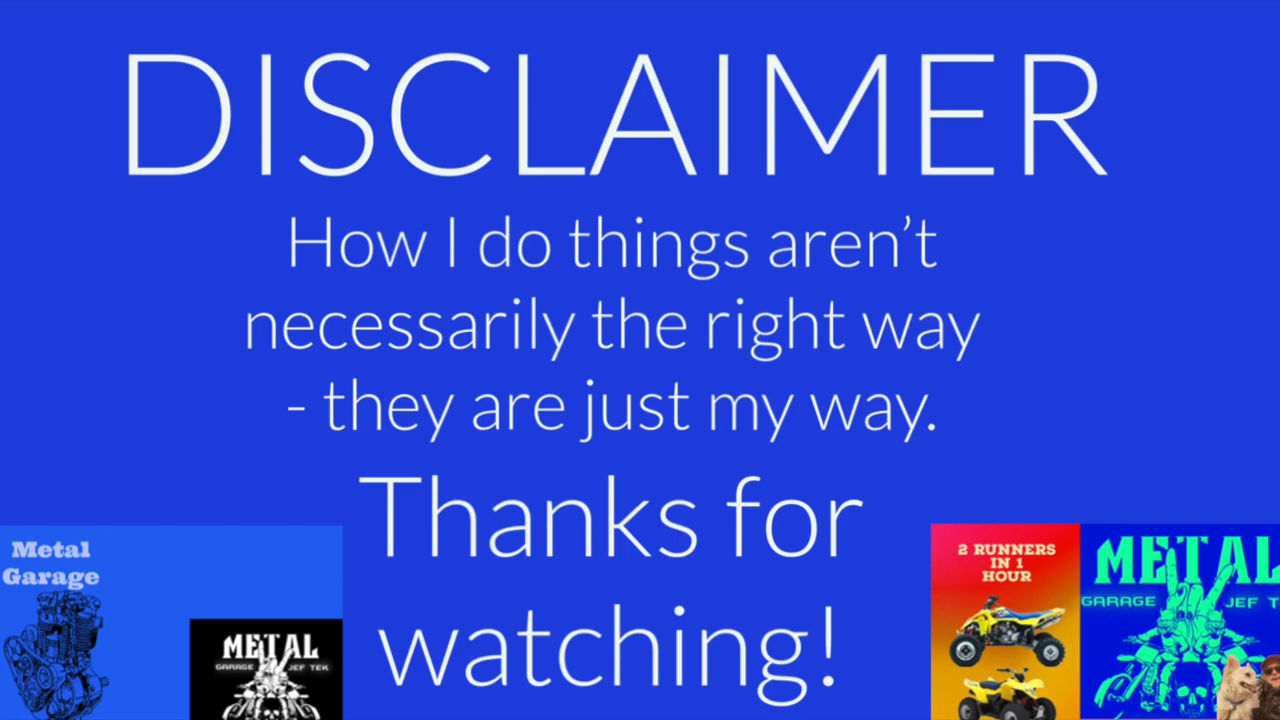 DISCLAIMER
How I do things aren’t
necessarily the right way
- they are just my way.
Thanks for
watching!
Metal
Garage
METAL
GARAGE JEF TEK
2 RUNNERS
IN 1
HOUR
METAL
GARAGE JEF T